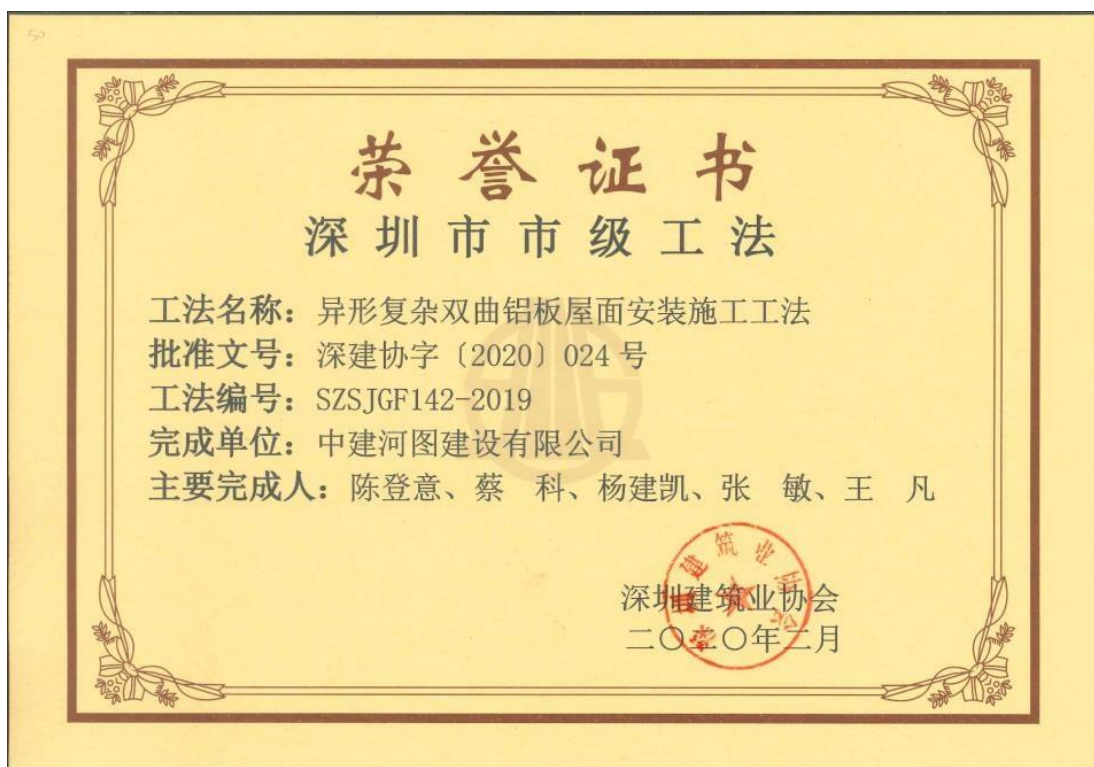 荣誉证书
深圳市市级工法
工法名称：异形复杂双曲铝板屋面安装施工工法
批准文号：深建协字〔2020〕024号
工法编号：SZSJGF142-2019
完成单位：中建河图建设有限公司
主要完成人：陈登意、蔡　科、杨建凯、张　敏、王　凡
深圳建筑业协会
二〇二〇年二月